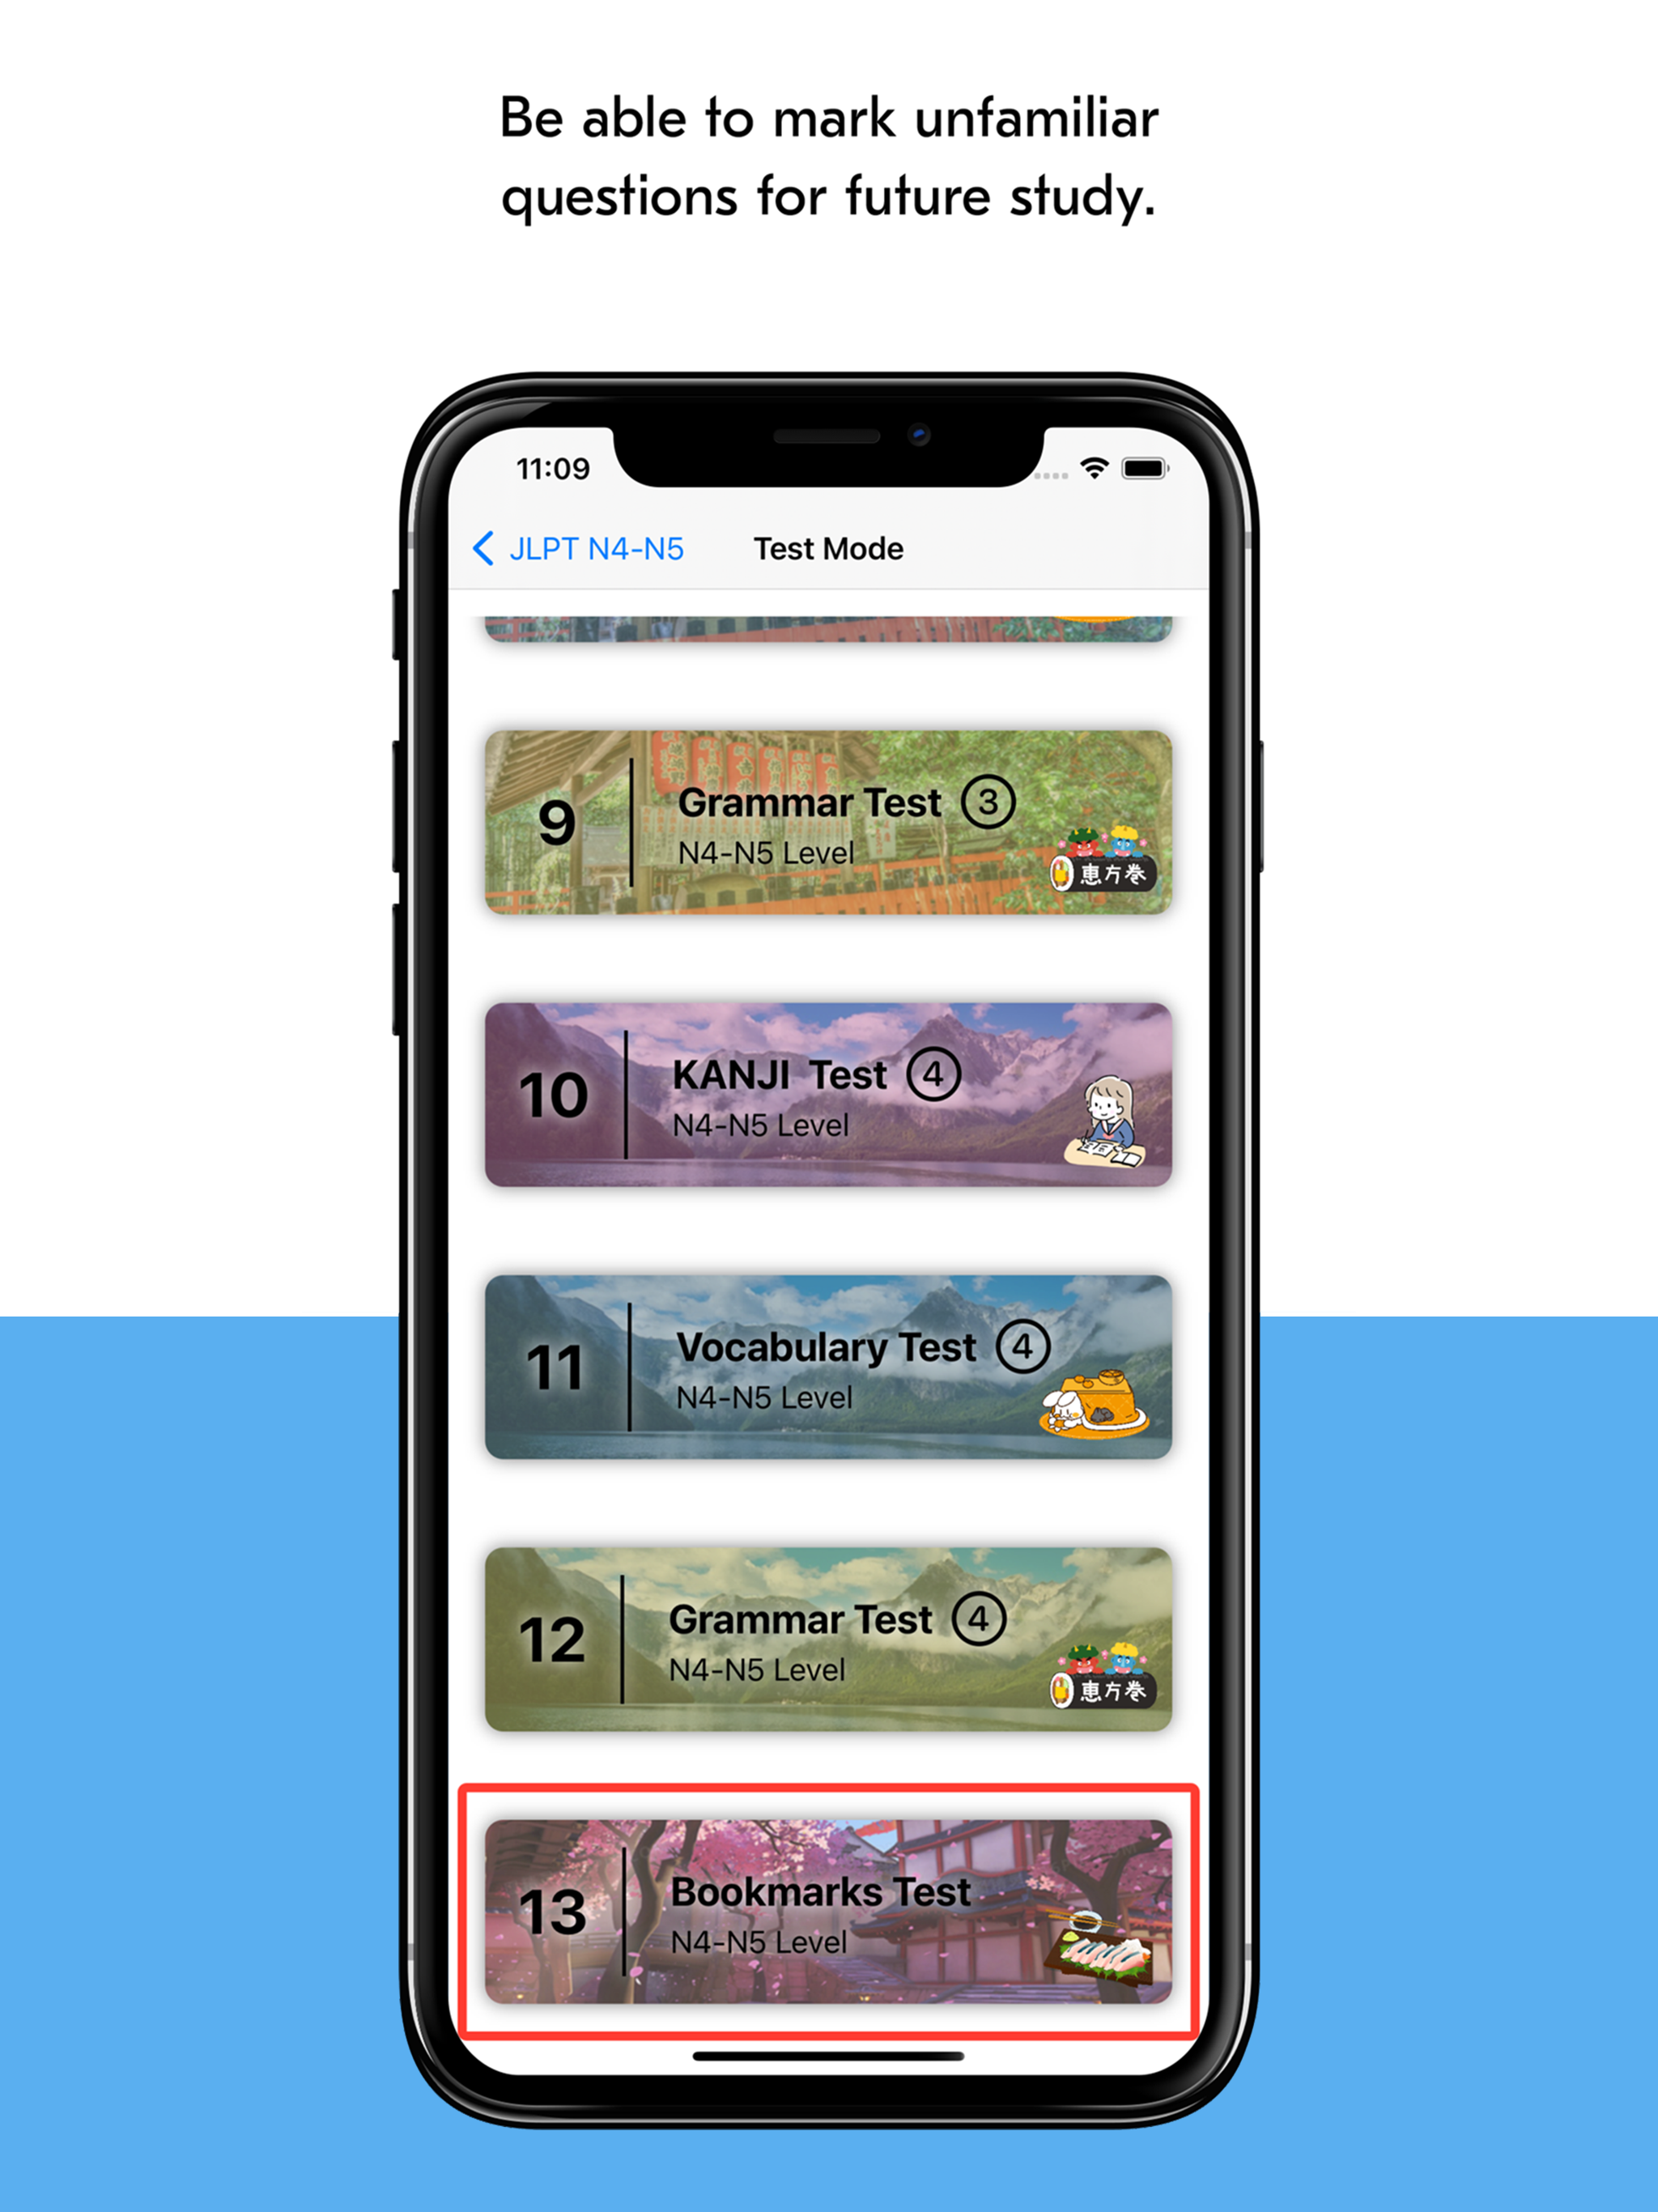 Be able to mark unfamiliar
questions for future study.
11:09
JLPT N4-N5
Test Mode
9
Grammar Test ③
N4-N5 Level
恵方巻
10
KANJI Test ④
N4-N5 Level
11
Vocabulary Test ④
N4-N5 Level
12
Grammar Test ④
N4-N5 Level
恵方巻
13
Bookmarks Test
N4-N5 Level